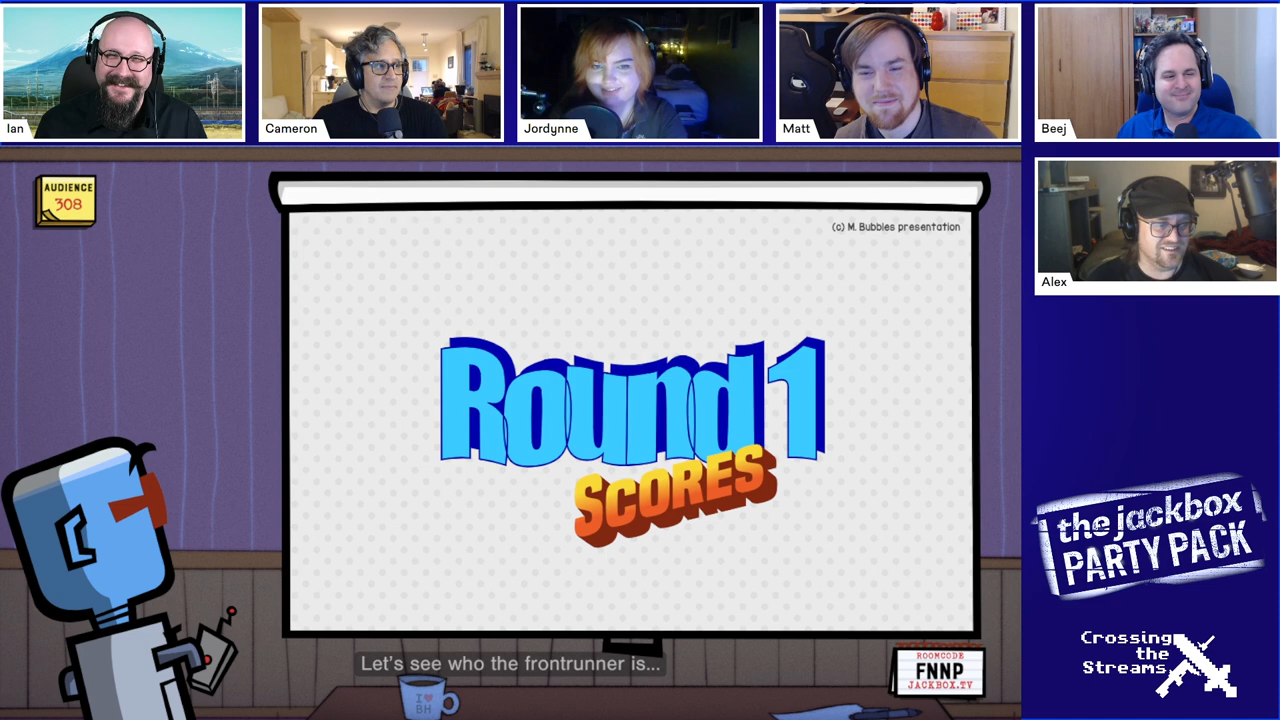 Ian
Cameron
Jordynne
Matt
Beej
AUDIENCE
308
(c) M. Bubbles presentation
Alex
Round 1
SCORES
the jackbox
PARTY PACK
Let's see who the frontrunner is...
ROOMCODE
FNNP
JACKBOX.TV
I ♥
BH
Crossing
the
Streams